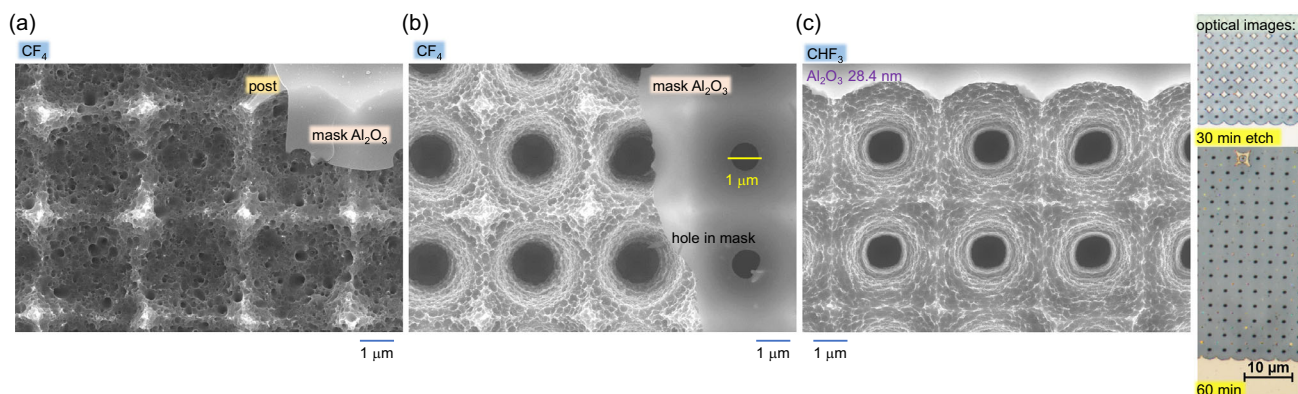 (a)
CF4
post
mask Al2O3
1 μm
(b)
CF4
mask Al2O3
1 μm
hole in mask
1 μm
(c)
CHF3
Al2O3 28.4 nm
1 μm
optical images:
30 min etch
10 μm
60 min